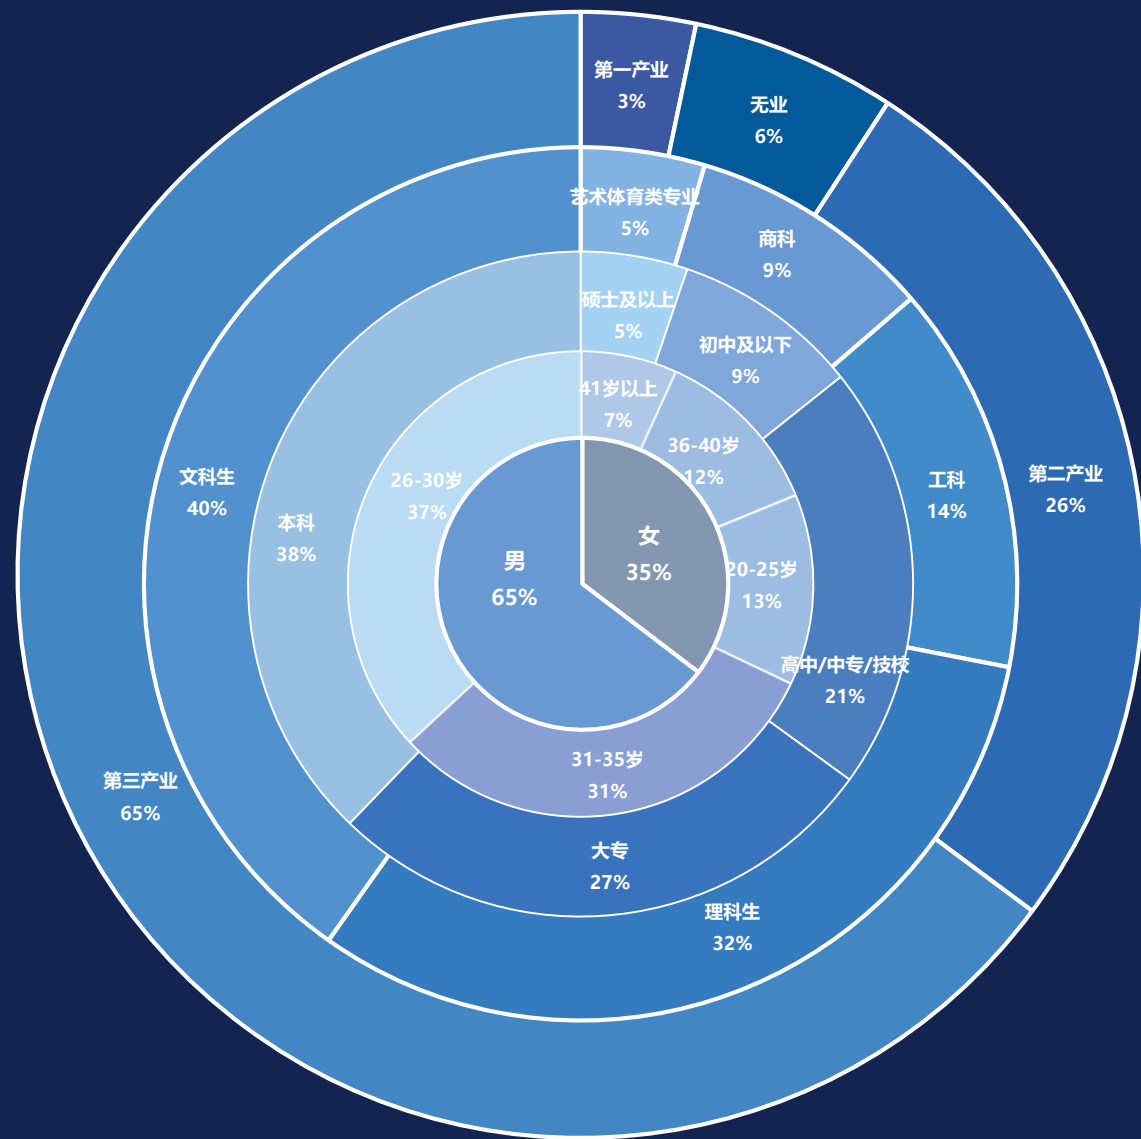 第一产业
3%
无业
6%
艺术体育类专业
5%
商科
9%
硕士及以上
5%
初中及以下
9%
41岁以上
7%
36-40岁
12%
26-30岁
37%
文科生
40%
本科
38%
工科
14%
第二产业
26%
女
35%
男
65%
20-25岁
13%
高中/中专/技校
21%
31-35岁
31%
第三产业
65%
大专
27%
理科生
32%